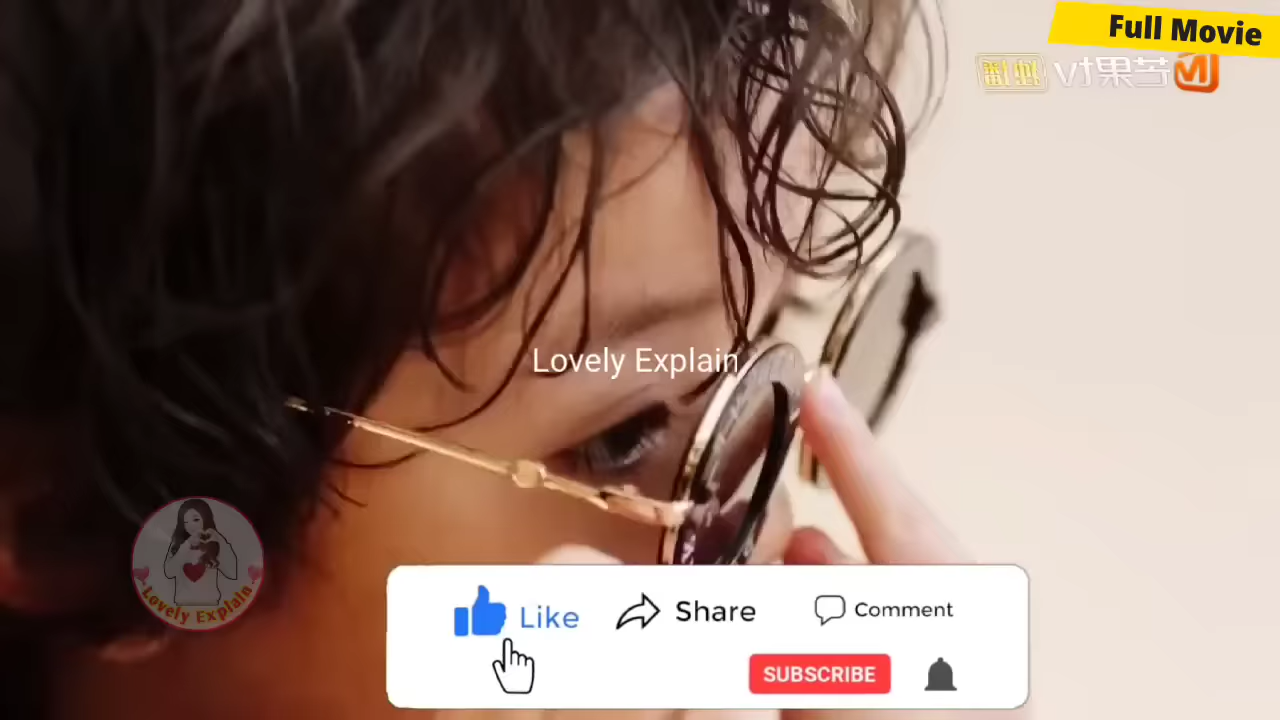 Full Movie
Lovely Explain
Lovely Explain
Like
Share
Comment
SUBSCRIBE